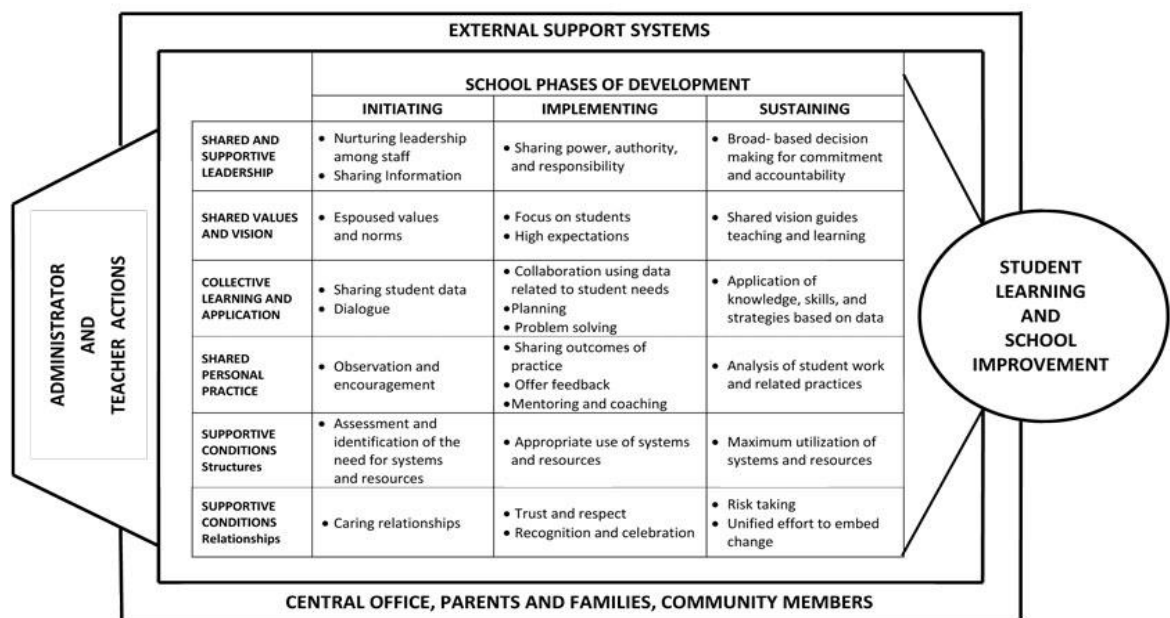 EXTERNAL SUPPORT SYSTEMS
SCHOOL PHASES OF DEVELOPMENT
INITIATING
IMPLEMENTING
SUSTAINING
SHARED AND
SUPPORTIVE
LEADERSHIP
• Nurturing leadership
among staff
• Sharing Information
• Sharing power, authority,
and responsibility
• Broad- based decision
making for commitment
and accountability
SHARED VALUES
AND VISION
• Espoused values
and norms
• Focus on students
• High expectations
• Shared vision guides
teaching and learning
COLLECTIVE
LEARNING AND
APPLICATION
• Sharing student data
• Dialogue
• Collaboration using data
related to student needs
•Planning
• Problem solving
• Application of
knowledge, skills, and
strategies based on data
SHARED
PERSONAL
PRACTICE
• Observation and
encouragement
• Sharing outcomes of
practice
• Offer feedback
•Mentoring and coaching
• Analysis of student work
and related practices
SUPPORTIVE
CONDITIONS
Structures
• Assessment and
identification of the
need for systems
and resources
• Appropriate use of systems
and resources
• Maximum utilization of
systems and resources
SUPPORTIVE
CONDITIONS
Relationships
• Caring relationships
• Trust and respect
• Recognition and celebration
• Risk taking
• Unified effort to embed
change
ADMINISTRATOR
AND
TEACHER ACTIONS
STUDENT
LEARNING
AND
SCHOOL
IMPROVEMENT
CENTRAL OFFICE, PARENTS AND FAMILIES, COMMUNITY MEMBERS